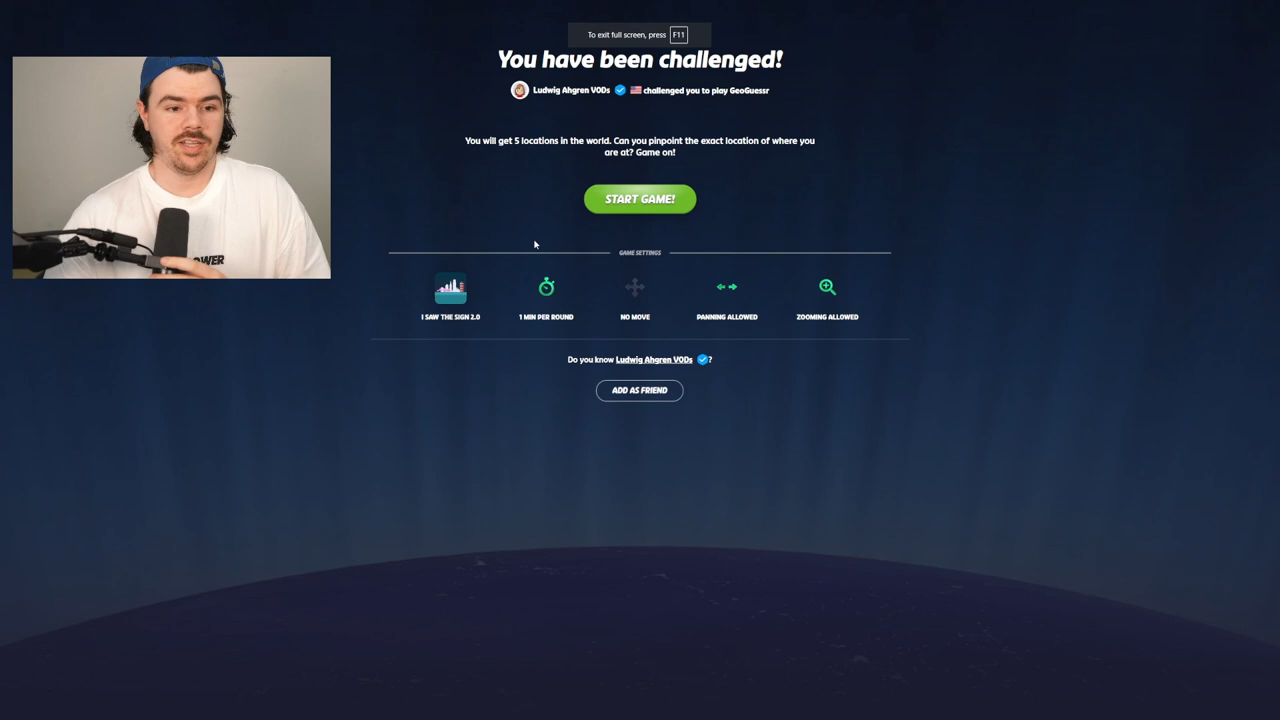 To exit full screen, press F11
You have been challenged!
Ludwig Ahgren VODs challenged you to play GeoGuessr
You will get 5 locations in the world. Can you pinpoint the exact location of where you
are at? Game on!
START GAME!
GAME SETTINGS
I SAW THE SIGN 2.0
1 MIN PER ROUND
NO MOVE
PANNING ALLOWED
ZOOMING ALLOWED
Do you know Ludwig Ahgren VODs ?
ADD AS FRIEND
OWER